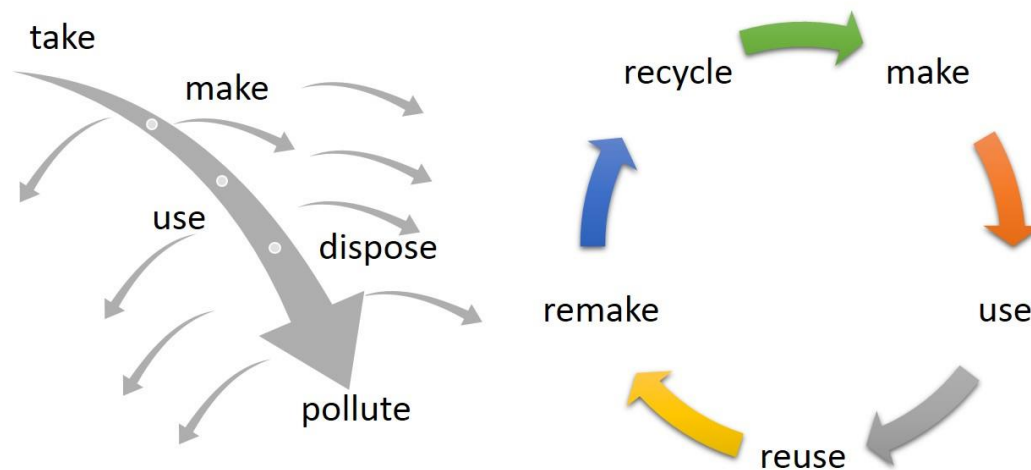 take
make
use
dispose
pollute
recycle
make
use
reuse
remake